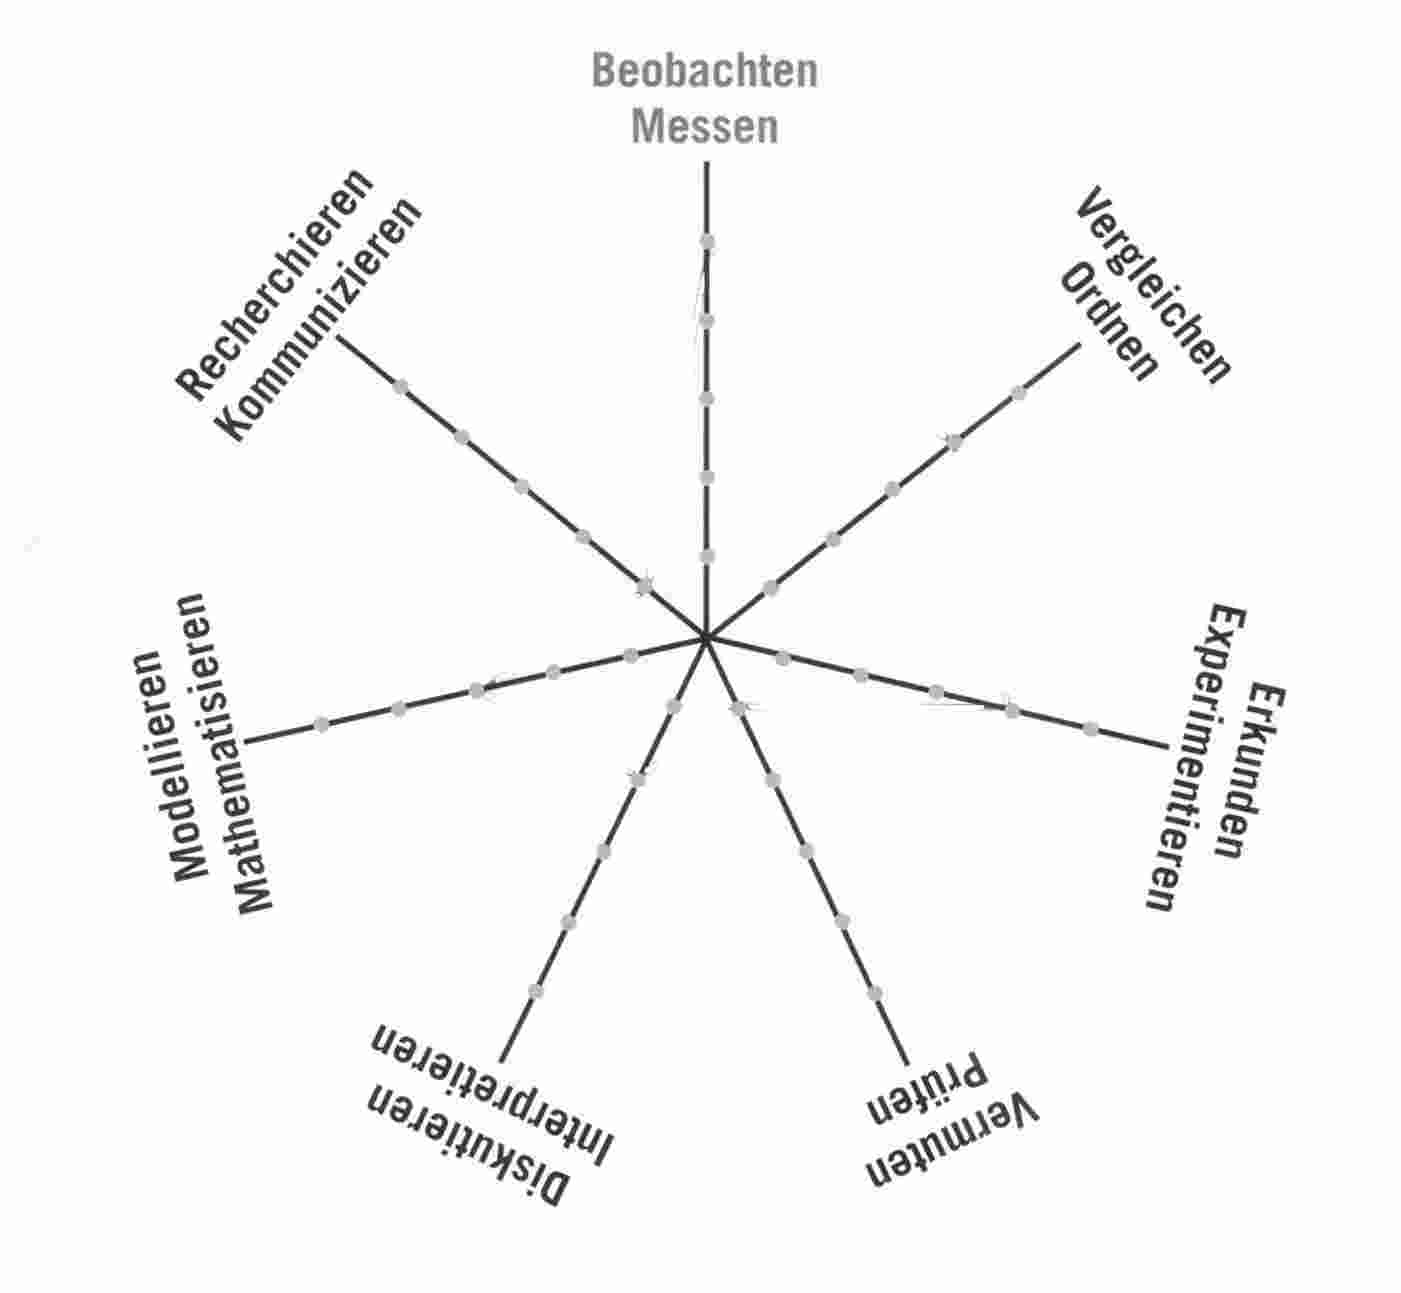 Beobachten
Messen
Vergleichen
Ordnen
Erkunden
Experimentieren
Prüfen
Vermuten
Interpretieren
Diskutieren
Modellieren
Mathematisieren
Recherchieren
Kommunizieren